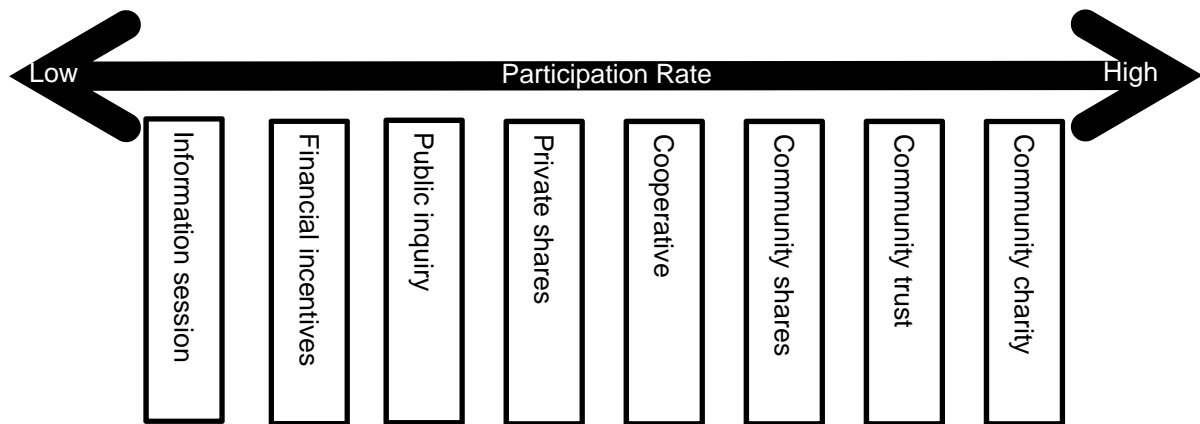 Low
Participation Rate
High
Information session
Financial incentives
Public inquiry
Private shares
Cooperative
Community shares
Community trust
Community charity